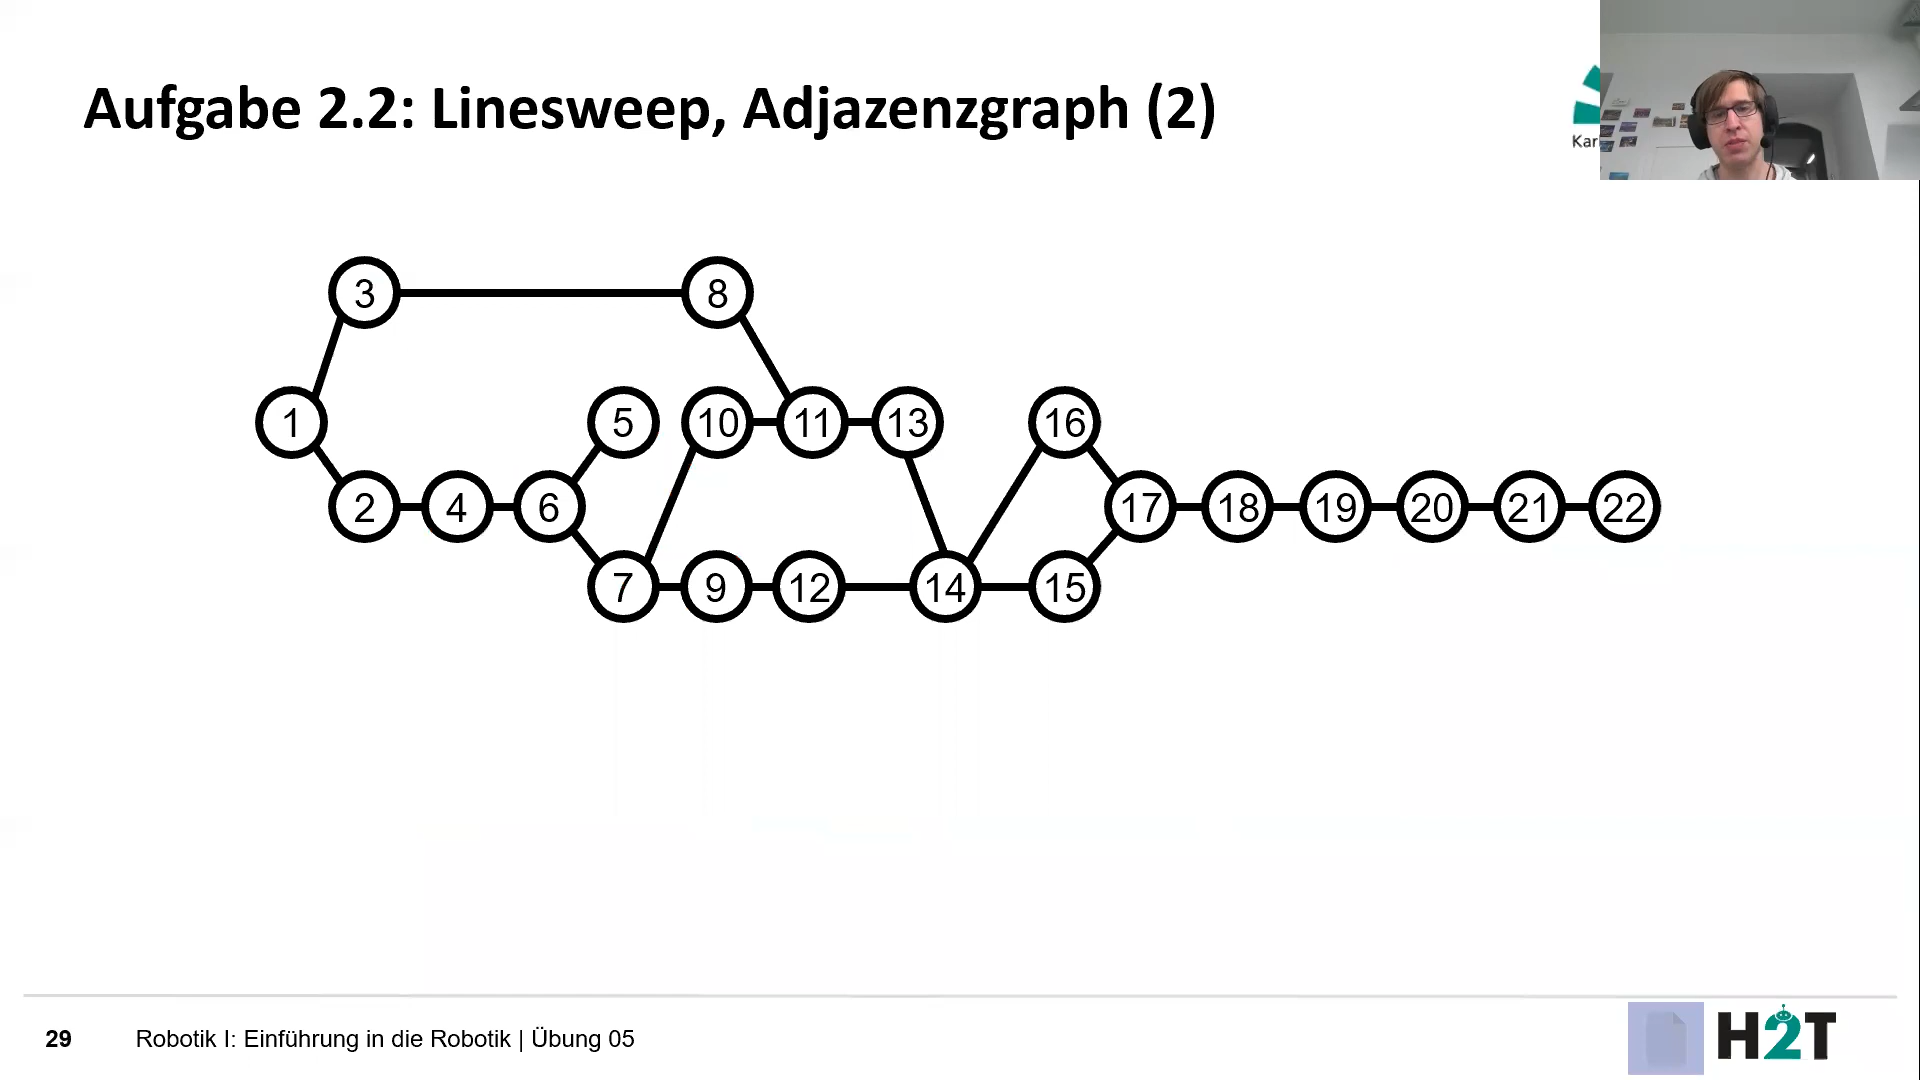 Aufgabe 2.2: Linesweep, Adjazenzgraph (2)
Kar
3 8
1 5 10 11 13 16
2 4 6 17 18 19 20 21 22
7 9 12 14 15
29 Robotik I: Einführung in die Robotik | Übung 05
H2T